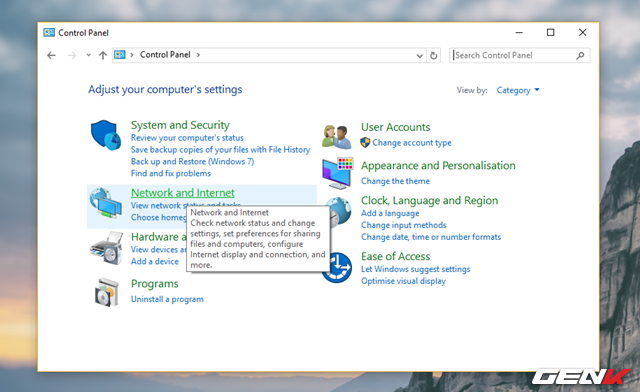 Control Panel
Control Panel
Search Control Panel
Adjust your computer's settings
View by: Category
System and Security
Review your computer's status
Save backup copies of your files with File History
Back up and Restore (Windows 7)
Find and fix problems
Network and Internet
View network status and tasks
Choose homeg
Network and Internet
Check network status and change
settings, set preferences for sharing
files and computers, configure
Internet display and connection, and
more.
Hardware a
View devices
Add a device
Programs
Uninstall a program
User Accounts
Change account type
Appearance and Personalisation
Change the theme
Clock, Language and Region
Add a language
Change input methods
Change date, time or number formats
Ease of Access
Let Windows suggest settings
Optimise visual display
GENK